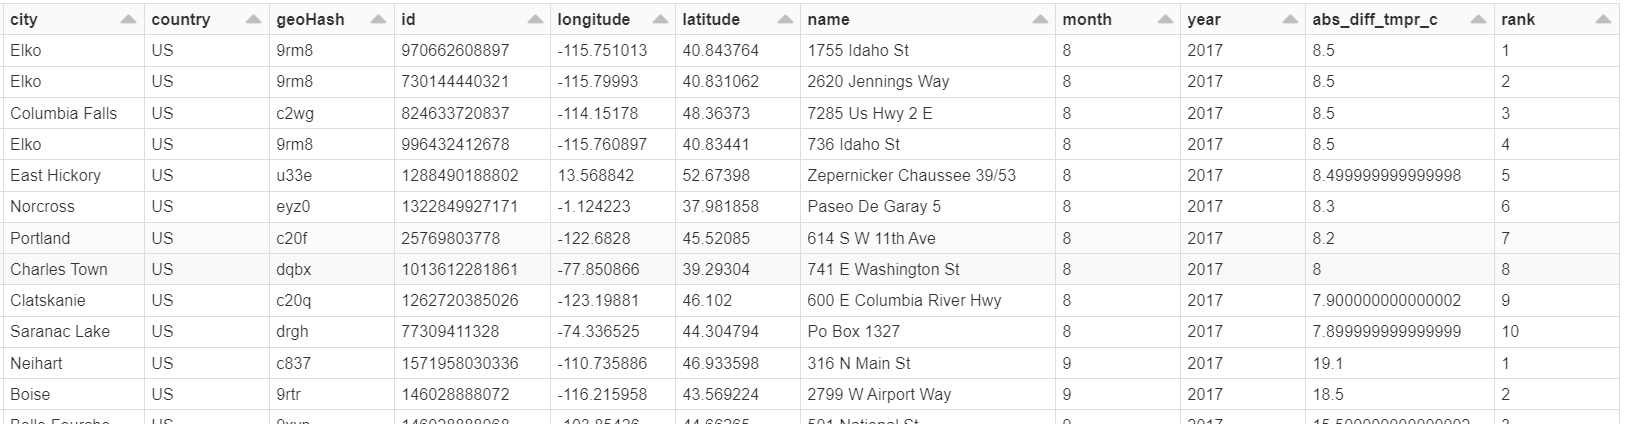 city country geoHash id longitude latitude name month year abs_diff_tmpr_c rank
Elko US 9rm8 970662608897 -115.751013 40.843764 1755 Idaho St 8 2017 8.5 1
Elko US 9rm8 730144440321 -115.79993 40.831062 2620 Jennings Way 8 2017 8.5 2
Columbia Falls US c2wg 824633720837 -114.15178 48.36373 7285 Us Hwy 2 E 8 2017 8.5 3
Elko US 9rm8 996432412678 -115.760897 40.83441 736 Idaho St 8 2017 8.5 4
East Hickory US u33e 1288490188802 13.568842 52.67398 Zepernicker Chaussee 39/53 8 2017 8.499999999999998 5
Norcross US eyz0 1322849927171 -1.124223 37.981858 Paseo De Garay 5 8 2017 8.3 6
Portland US c20f 25769803778 -122.6828 45.52085 614 S W 11th Ave 8 2017 8.2 7
Charles Town US dqbx 1013612281861 -77.850866 39.29304 741 E Washington St 8 2017 8 8
Clatskanie US c20q 1262720385026 -123.19881 46.102 600 E Columbia River Hwy 8 2017 7.900000000000002 9
Saranac Lake US drgh 77309411328 -74.336525 44.304794 Po Box 1327 8 2017 7.899999999999999 10
Neihart US c837 1571958030336 -110.735886 46.933598 316 N Main St 9 2017 19.1 1
Boise US 9rtr 146028888072 -116.215958 43.569224 2799 W Airport Way 9 2017 18.5 2